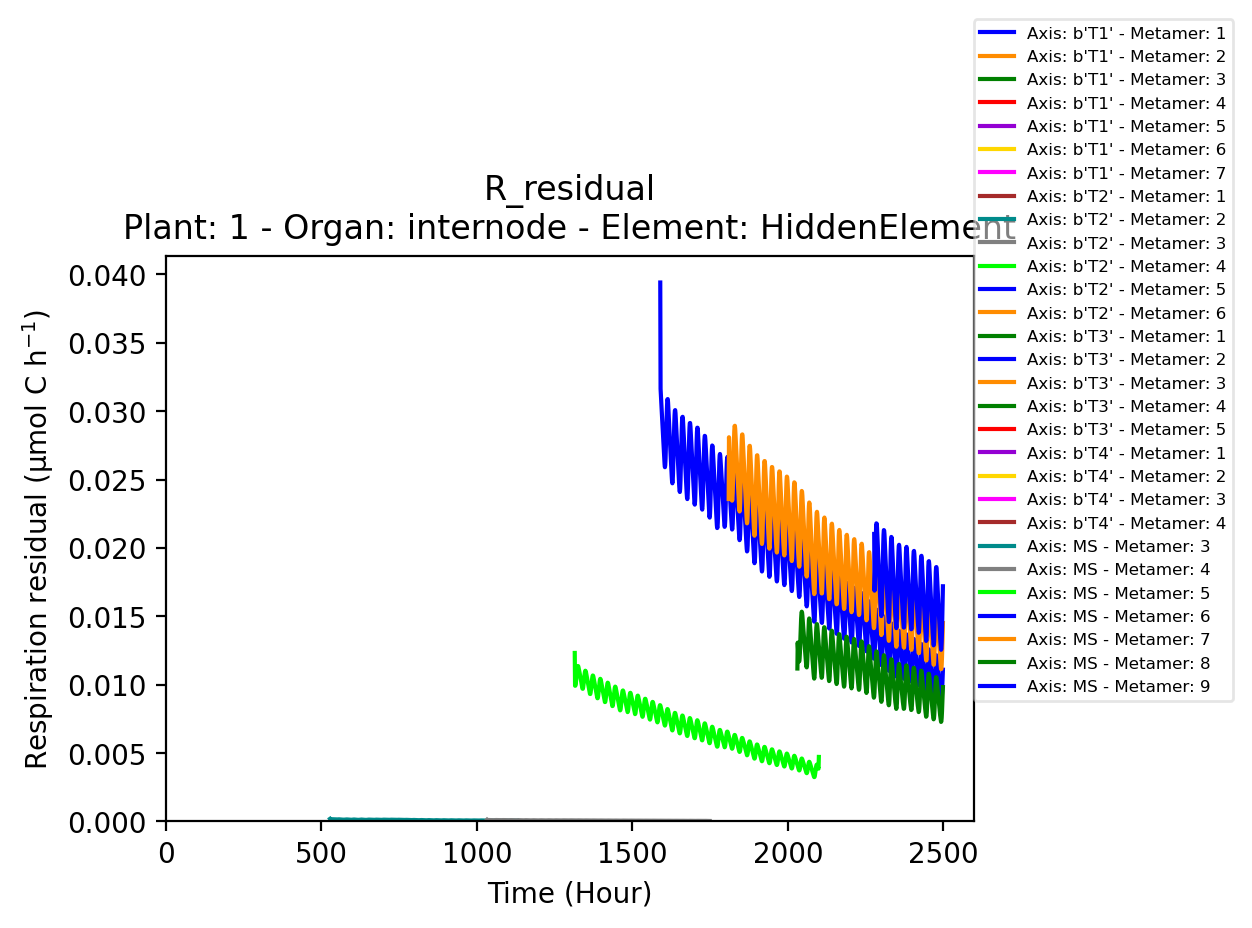 R_residual
Plant: 1 - Organ: internode - Element: HiddenElement
Respiration residual (µmol C h⁻¹)
0.040
0.035
0.030
0.025
0.020
0.015
0.010
0.005
0.000
0 500 1000 1500 2000 2500
Time (Hour)
Axis: b'T1' - Metamer: 1
Axis: b'T1' - Metamer: 2
Axis: b'T1' - Metamer: 3
Axis: b'T1' - Metamer: 4
Axis: b'T1' - Metamer: 5
Axis: b'T1' - Metamer: 6
Axis: b'T1' - Metamer: 7
Axis: b'T2' - Metamer: 1
Axis: b'T2' - Metamer: 2
Axis: b'T2' - Metamer: 3
Axis: b'T2' - Metamer: 4
Axis: b'T2' - Metamer: 5
Axis: b'T2' - Metamer: 6
Axis: b'T3' - Metamer: 1
Axis: b'T3' - Metamer: 2
Axis: b'T3' - Metamer: 3
Axis: b'T3' - Metamer: 4
Axis: b'T3' - Metamer: 5
Axis: b'T4' - Metamer: 1
Axis: b'T4' - Metamer: 2
Axis: b'T4' - Metamer: 3
Axis: b'T4' - Metamer: 4
Axis: MS - Metamer: 3
Axis: MS - Metamer: 4
Axis: MS - Metamer: 5
Axis: MS - Metamer: 6
Axis: MS - Metamer: 7
Axis: MS - Metamer: 8
Axis: MS - Metamer: 9